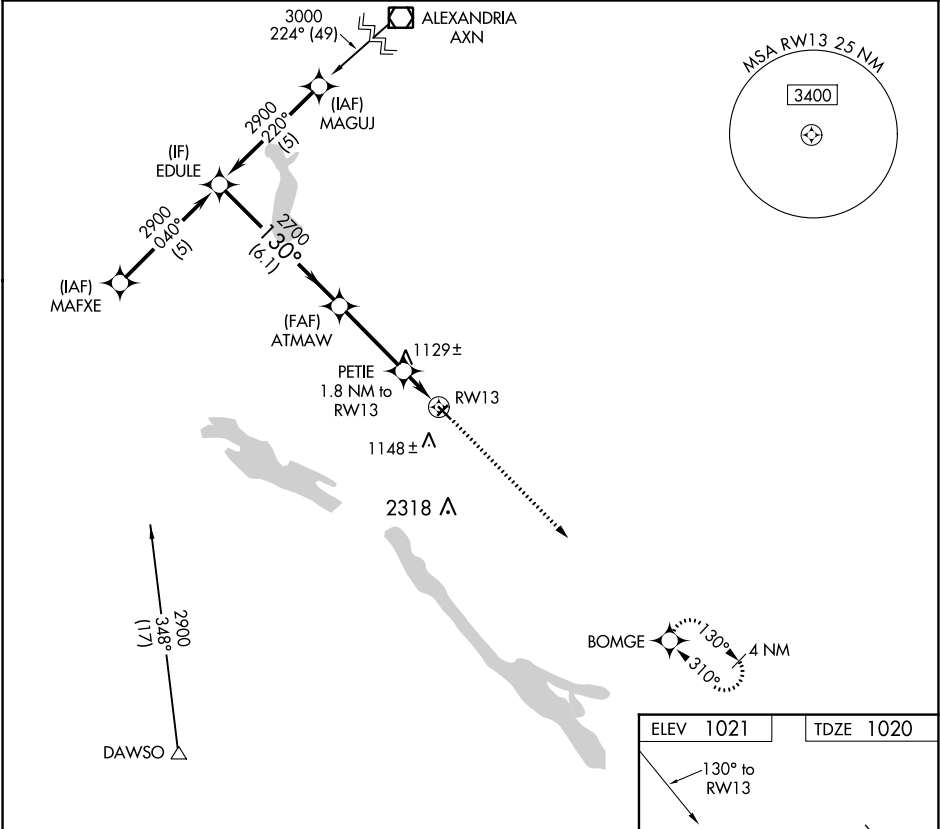 3000
224° (49)
ALEXANDRIA
AXN
MSA RW13 25 NM
3400
(IAF)
MAGUJ
2900
220°
(5)
(IF)
EDULE
2900
040°
(5)
2700
130°
(6.1)
(IAF)
MAFXE
(FAF)
ATMAW
1129±
PETIE
1.8 NM to
RW13
RW13
1148±
2318
2900
348°
(17)
DAWSO
BOMGE
130°
310°
4 NM
ELEV 1021
TDZE 1020
130° to
RW13